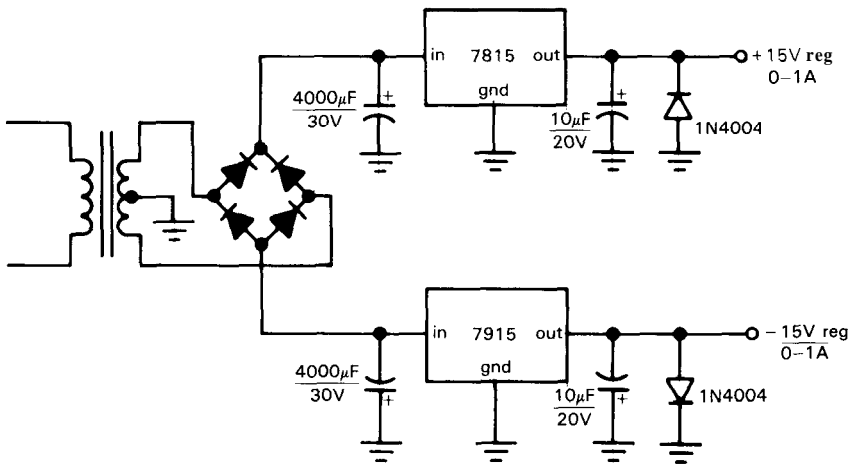 in 7815 out
gnd
+15V reg
0-1A
4000μF
30V
+
10μF
20V
+
1N4004
in 7915 out
gnd
-15V reg
0-1A
4000μF
30V
+
10μF
20V
+
1N4004